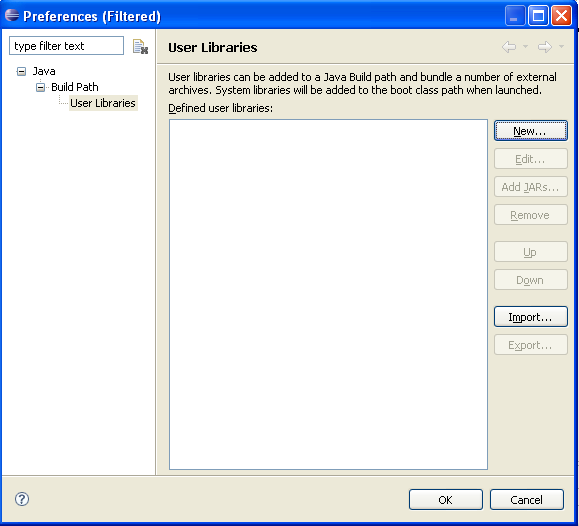 Preferences (Filtered)
type filter text
Java
Build Path
User Libraries
User Libraries
User libraries can be added to a Java Build path and bundle a number of external
archives. System libraries will be added to the boot class path when launched.
Defined user libraries:
New...
Edit...
Add JARs...
Remove
Up
Down
Import...
Export...
?
OK
Cancel